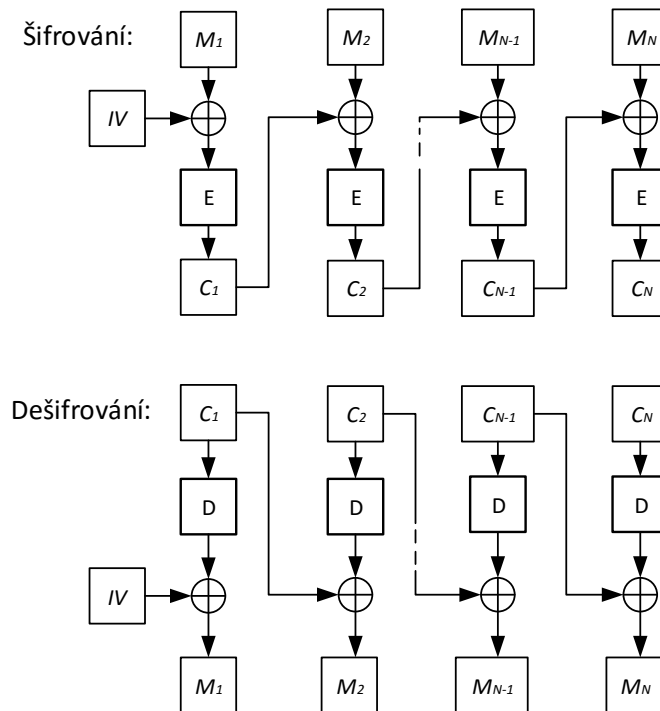 Šifrování:
M1 M2 MN-1 MN
IV
E E E E
C1 C2 CN-1 CN
Dešifrování:
C1 C2 CN-1 CN
D D D D
IV
M1 M2 MN-1 MN